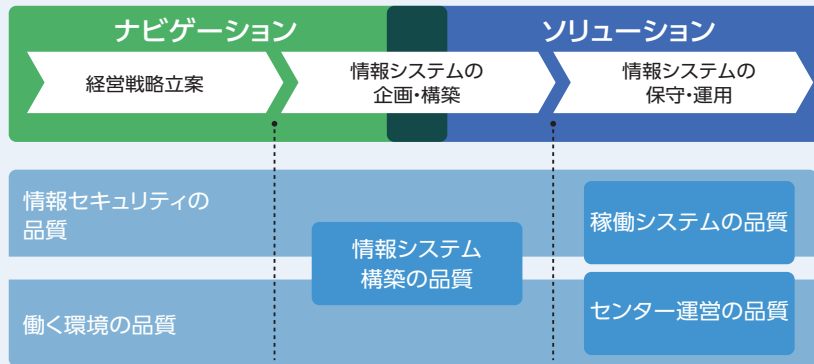 ナビゲーション
ソリューション
経営戦略立案
情報システムの
企画・構築
情報システムの
保守・運用
情報セキュリティの
品質
情報システム
構築の品質
稼働システムの品質
働く環境の品質
センター運営の品質